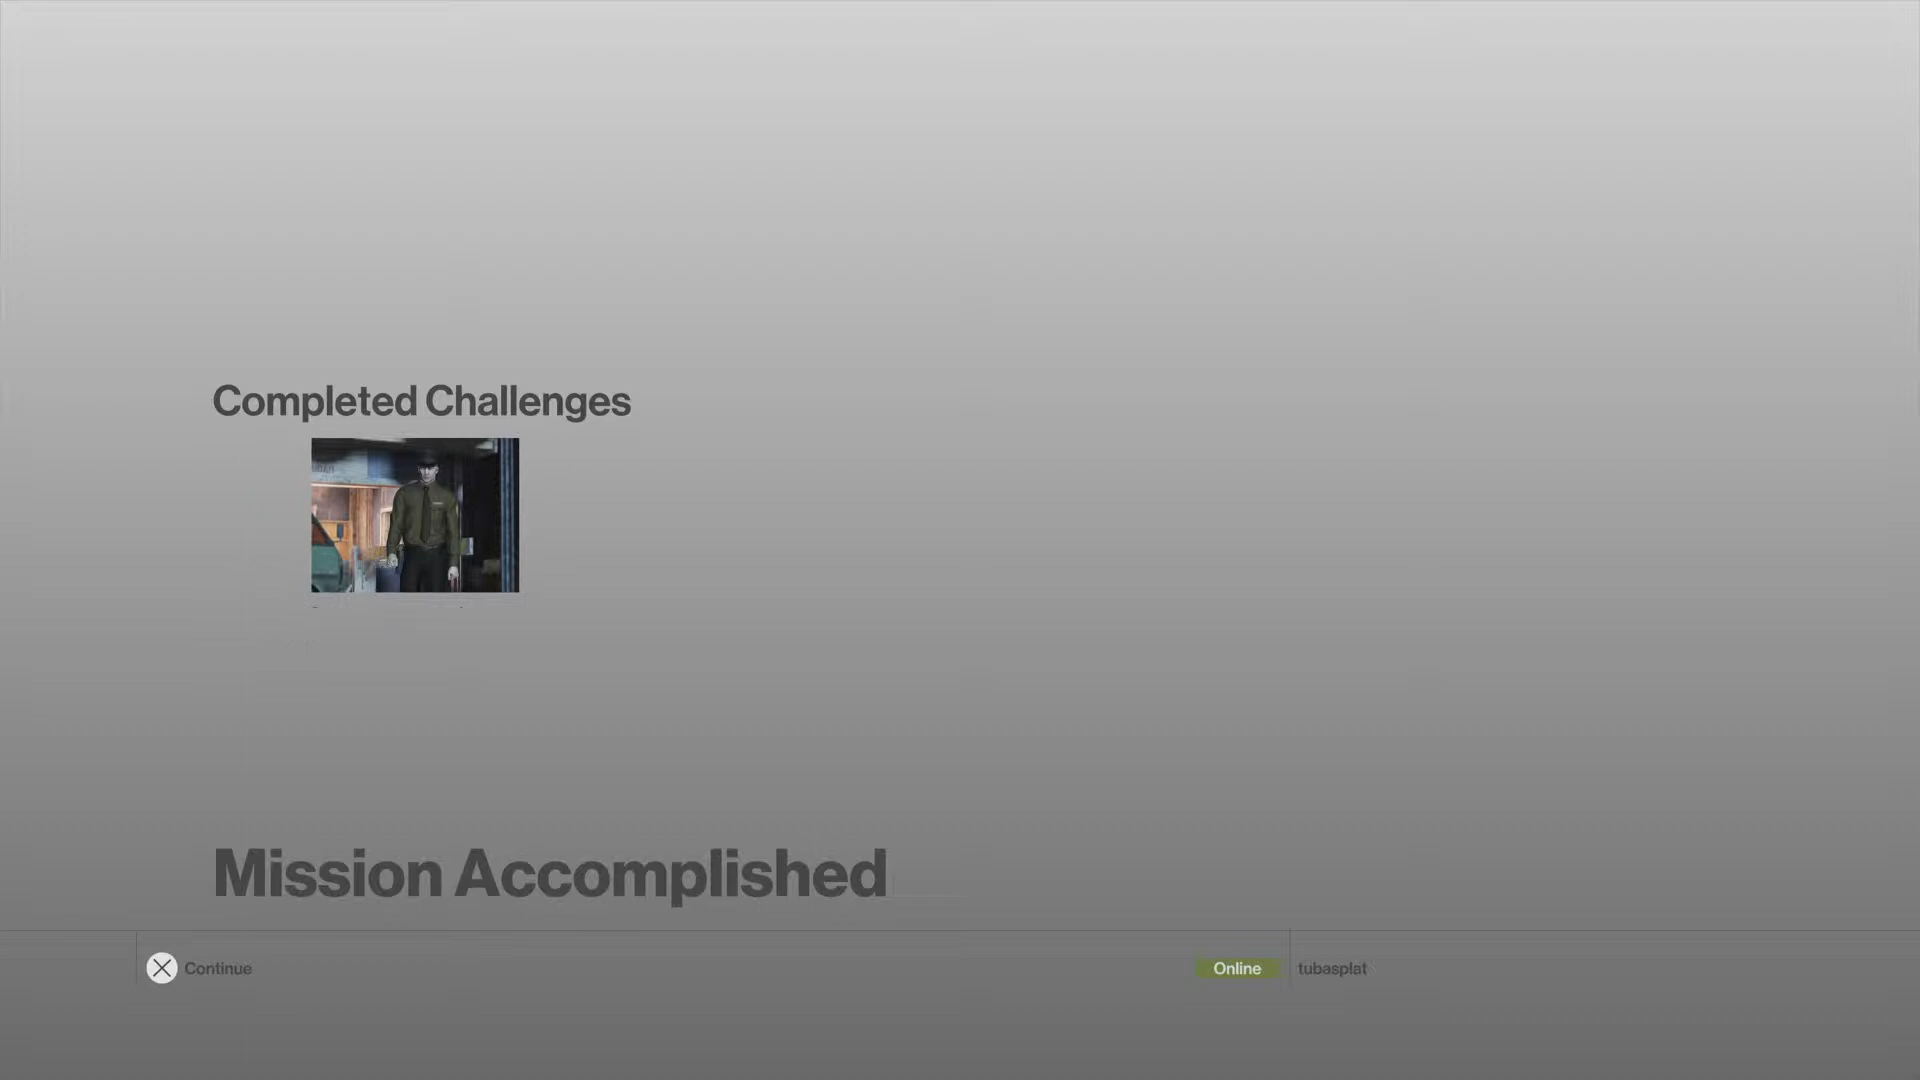 Completed Challenges
Mission Accomplished
Continue
Online
tubasplat